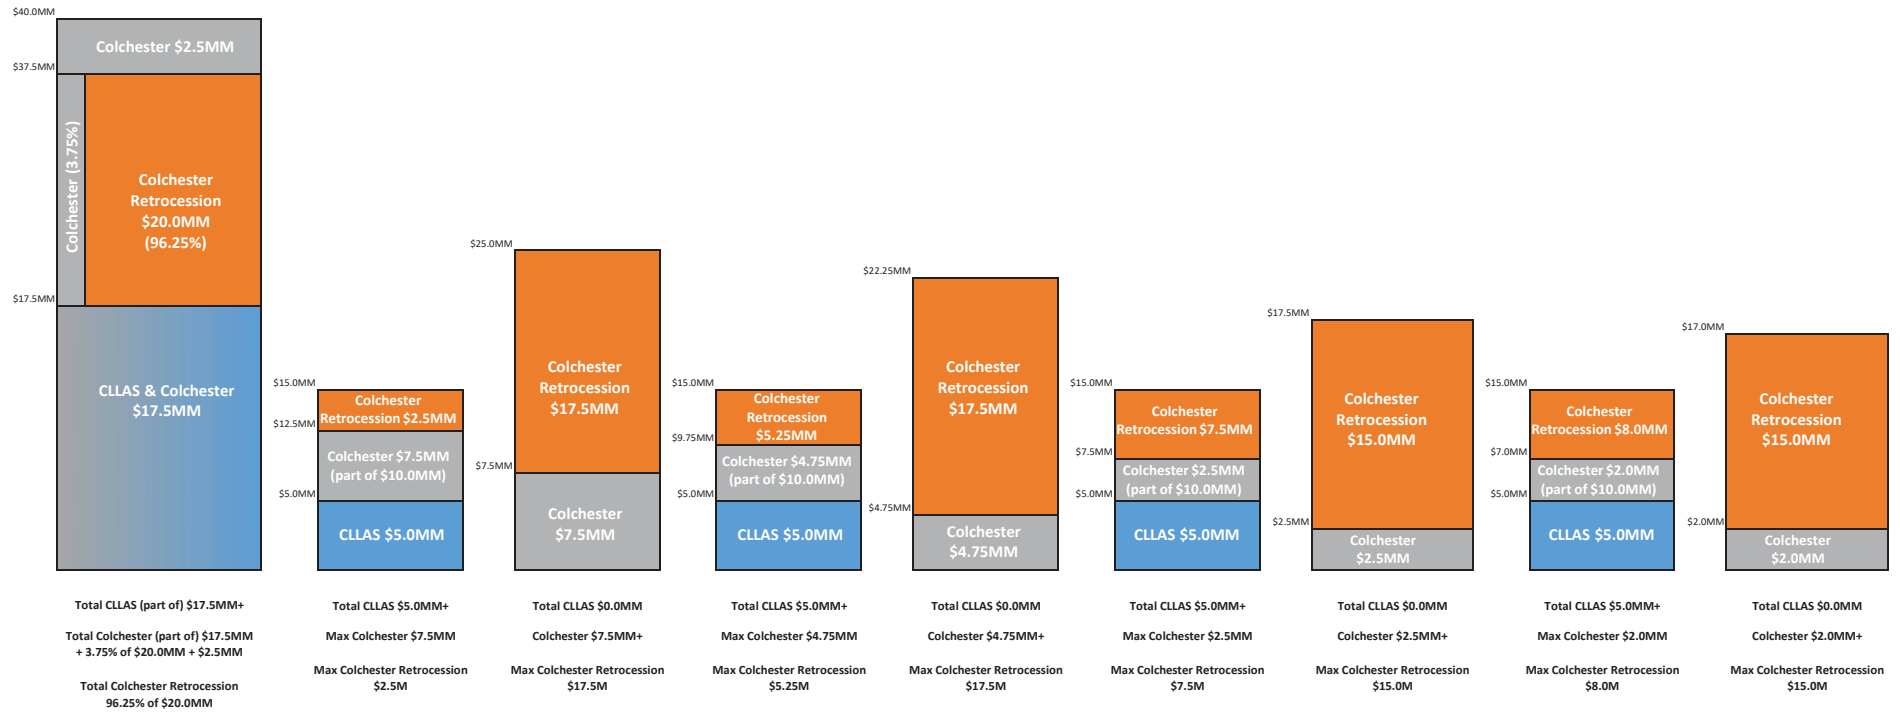 $40.0MM
Colchester $2.5MM
$37.5MM
Colchester (3.75%)
Colchester
Retrocession
$20.0MM
(96.25%)
$17.5MM
CLLAS & Colchester
$17.5MM
$15.0MM
Colchester
Retrocession $2.5MM
$12.5MM
Colchester $7.5MM
(part of $10.0MM)
$5.0MM
CLLAS $5.0MM
$25.0MM
Colchester
Retrocession
$17.5MM
$7.5MM
Colchester
$7.5MM
$15.0MM
Colchester
Retrocession
$5.25MM
$9.75MM
Colchester $4.75MM
(part of $10.0MM)
$5.0MM
CLLAS $5.0MM
$22.25MM
Colchester
Retrocession
$17.5MM
$4.75MM
Colchester
$4.75MM
$15.0MM
Colchester
Retrocession $7.5MM
$7.5MM
Colchester $2.5MM
(part of $10.0MM)
$5.0MM
CLLAS $5.0MM
$17.5MM
Colchester
Retrocession
$15.0MM
$2.5MM
Colchester
$2.5MM
$15.0MM
Colchester
Retrocession $8.0MM
$7.0MM
Colchester $2.0MM
(part of $10.0MM)
$5.0MM
CLLAS $5.0MM
$17.0MM
Colchester
Retrocession
$15.0MM
$2.0MM
Colchester
$2.0MM
Total CLLAS (part of) $17.5MM+
Total Colchester (part of) $17.5MM
+ 3.75% of $20.0MM + $2.5MM
Total Colchester Retrocession
96.25% of $20.0MM
Total CLLAS $5.0MM+
Max Colchester $7.5MM
Max Colchester Retrocession
$2.5M
Total CLLAS $0.0MM
Colchester $7.5MM+
Max Colchester Retrocession
$17.5M
Total CLLAS $5.0MM+
Max Colchester $4.75MM
Max Colchester Retrocession
$5.25M
Total CLLAS $0.0MM
Colchester $4.75MM+
Max Colchester Retrocession
$17.5M
Total CLLAS $5.0MM+
Max Colchester $2.5MM
Max Colchester Retrocession
$7.5M
Total CLLAS $0.0MM
Colchester $2.5MM+
Max Colchester Retrocession
$15.0M
Total CLLAS $5.0MM+
Max Colchester $2.0MM
Max Colchester Retrocession
$8.0M
Total CLLAS $0.0MM
Colchester $2.0MM+
Max Colchester Retrocession
$15.0M